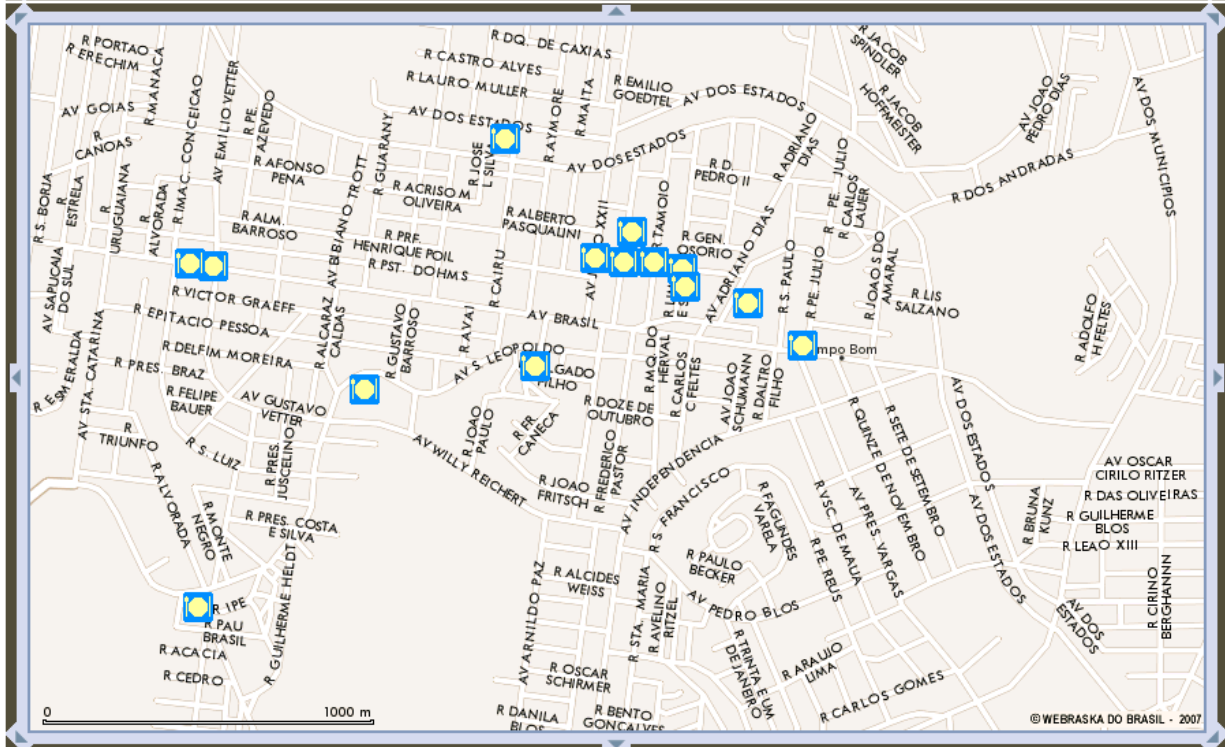 R DQ. DE CAXIAS
R JACOB
SPINDLER
R PORTAO
R ERECHIM
R MANACA
R CASTRO ALVES
R LAURO MULLER
R EMILIO
GOEDTEL
AV DOS ESTADOS
R JACOB
HOFFMEISTER
AV JOAO
PEDRO DIAS
AV DOS MUNICIPIOS
AV GOIAS
R IMAC. CONCEICAO
AV EMILIO VETTER
R PE.
AZEVEDO
R GUARANY
AV DOS ESTADOS
R AYMORE
R MAITA
AV DOS ESTADOS
R ADRIANO
DIAS
R
CANOAS
R AFONSO
PENA
R JOSE
L SILVA
R D.
PEDRO II
R PE. JULIO
R CARLOS
LAUER
R DOS ANDRADAS
R S. BORJA
R
ESTRELA
R
URUGUAIANA
R
ALVORADA
R ALM.
BARROSO
AV BIBIANO TROTT
R ACRISO M
OLIVEIRA
R ALBERTO
PASQUALINI
XXII
R TAMOIO
R GEN.
OSORIO
AV ADRIANO DIAS
R PRF.
HENRIQUE POIL
R PST. DOHMS
R CAIRU
R S. PAULO
R PE. JULIO
R JOAO S DO
AMARAL
R LIS
SALZANO
AV SAPUCAIA
DO SUL
R VICTOR GRAEFF
R EPITACIO PESSOA
R DELFIM MOREIRA
R PRES. BRAZ
R ALCARAZ
CALDAS
R GUSTAVO
BARROSO
R AVAI
AV BRASIL
AV S. LEOPOLDO
R ADOLFO
H FELTES
R ESMERALDA
AV STA. CATARINA
R FELIPE
BAUER
AV GUSTAVO
VETTER
FILHO
R DOZE DE
OUTUBRO
R MQ. DO
HERVAL
R CARLOS
C FELTES
AV JOAO
SCHUMANN
R DALTRO
FILHO
mpo Bom
R
TRIUNFO
R S. LUIZ
R PRES.
JUSCELINO
AV WILLY REICHERT
R JOAO
PAULO
R FR.
CANECA
R JOAO
FRITSCH
R FREDERICO
PASTOR
AV INDEPENDENCIA
R S. FRANCISCO
R QUINZE DE NOVEMBRO
R SETE DE SETEMBRO
AV DOS ESTADOS
AV OSCAR
CIRILO RITZER
R DAS OLIVEIRAS
R GUILHERME
BLOS
R LEAO XIII
R BRUNA
KUNZ
R ALVORADA
R MONTE
NEGRO
R PRES. COSTA
E SILVA
R GUILHERME HELDT
R FAGUNDES
VARELA
R VSC. DE MAUA
AV PRES. VARGAS
R PE. REUS
AV DOS ESTADOS
R PAULO
BECKER
R ALCIDES
WEISS
AV ARNILDO PAZ
R STA. MARIA
R AVELINO
RITZEL
AV PEDRO BLOS
AV DOS
ESTADOS
R CIRINO
BERGHANNN
R IPE
R PAU
BRASIL
R ACACIA
R CEDRO
R OSCAR
SCHIRMER
R TRINTA E UM
DE JANEIRO
R ARAUJO
LIMA
R CARLOS GOMES
R DANILA
BLOS
R BENTO
GONCALVES
0
1000 m
© WEBRASKA DO BRASIL - 2007